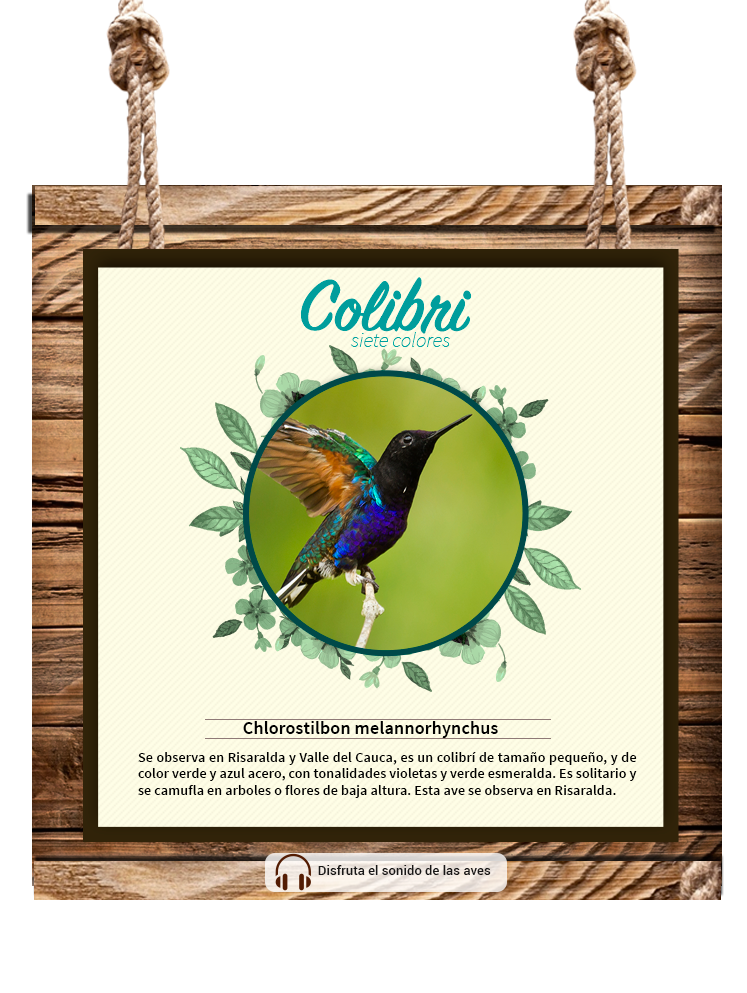 Colibri
siete colores
Chlorostilbon melannorhynchus
Se observa en Risaralda y Valle del Cauca, es un colibrí de tamaño pequeño, y de
color verde y azul acero, con tonalidades violetas y verde esmeralda. Es solitario y
se camufla en arboles o flores de baja altura. Esta ave se observa en Risaralda.
Disfruta el sonido de las aves